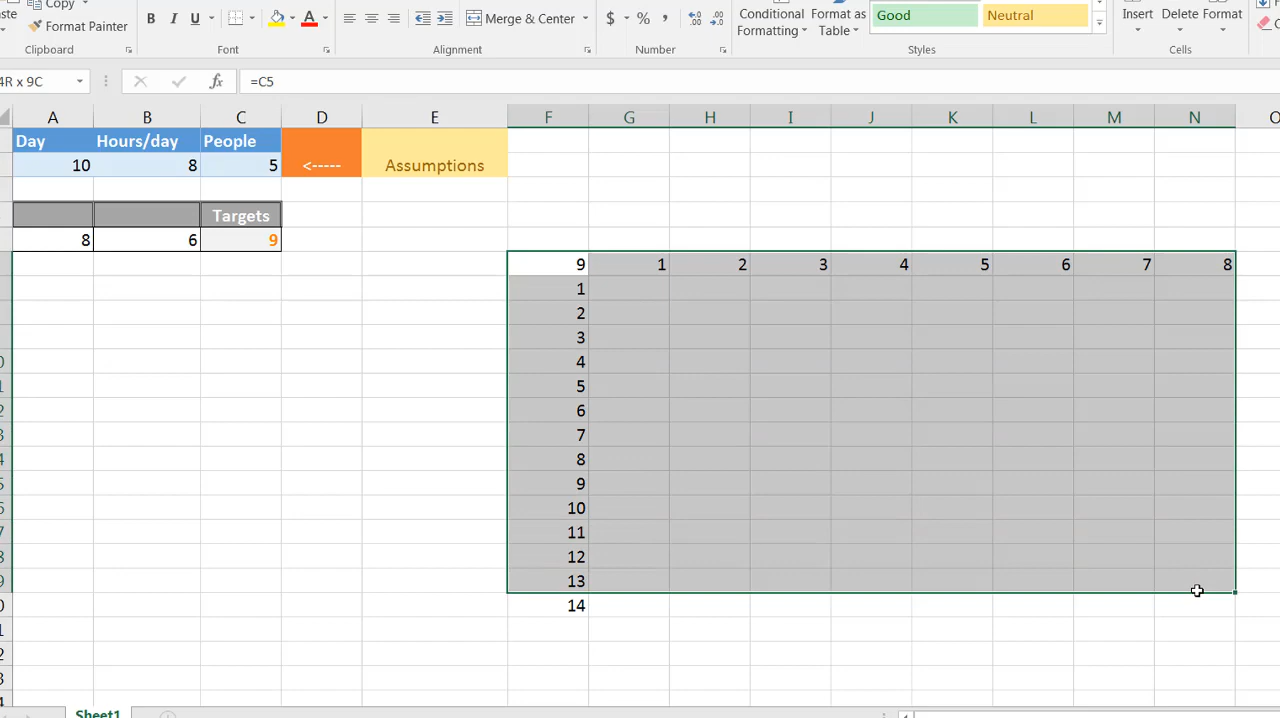 Copy
Format Painter
Clipboard
B I U
A
Font
Merge & Center
Alignment
$ % ,
Number
Conditional
Formatting
Format as
Table
Good
Neutral
Styles
Insert
Delete
Format
Cells
4R x 9C
fx
=C5
A B C D E F G H I J K L M N
Day Hours/day People
10 8 5 <----- Assumptions
Targets
8 6 9
9 1 2 3 4 5 6 7 8
1
2
3
4
5
6
7
8
9
10
11
12
13
14
Sheet1